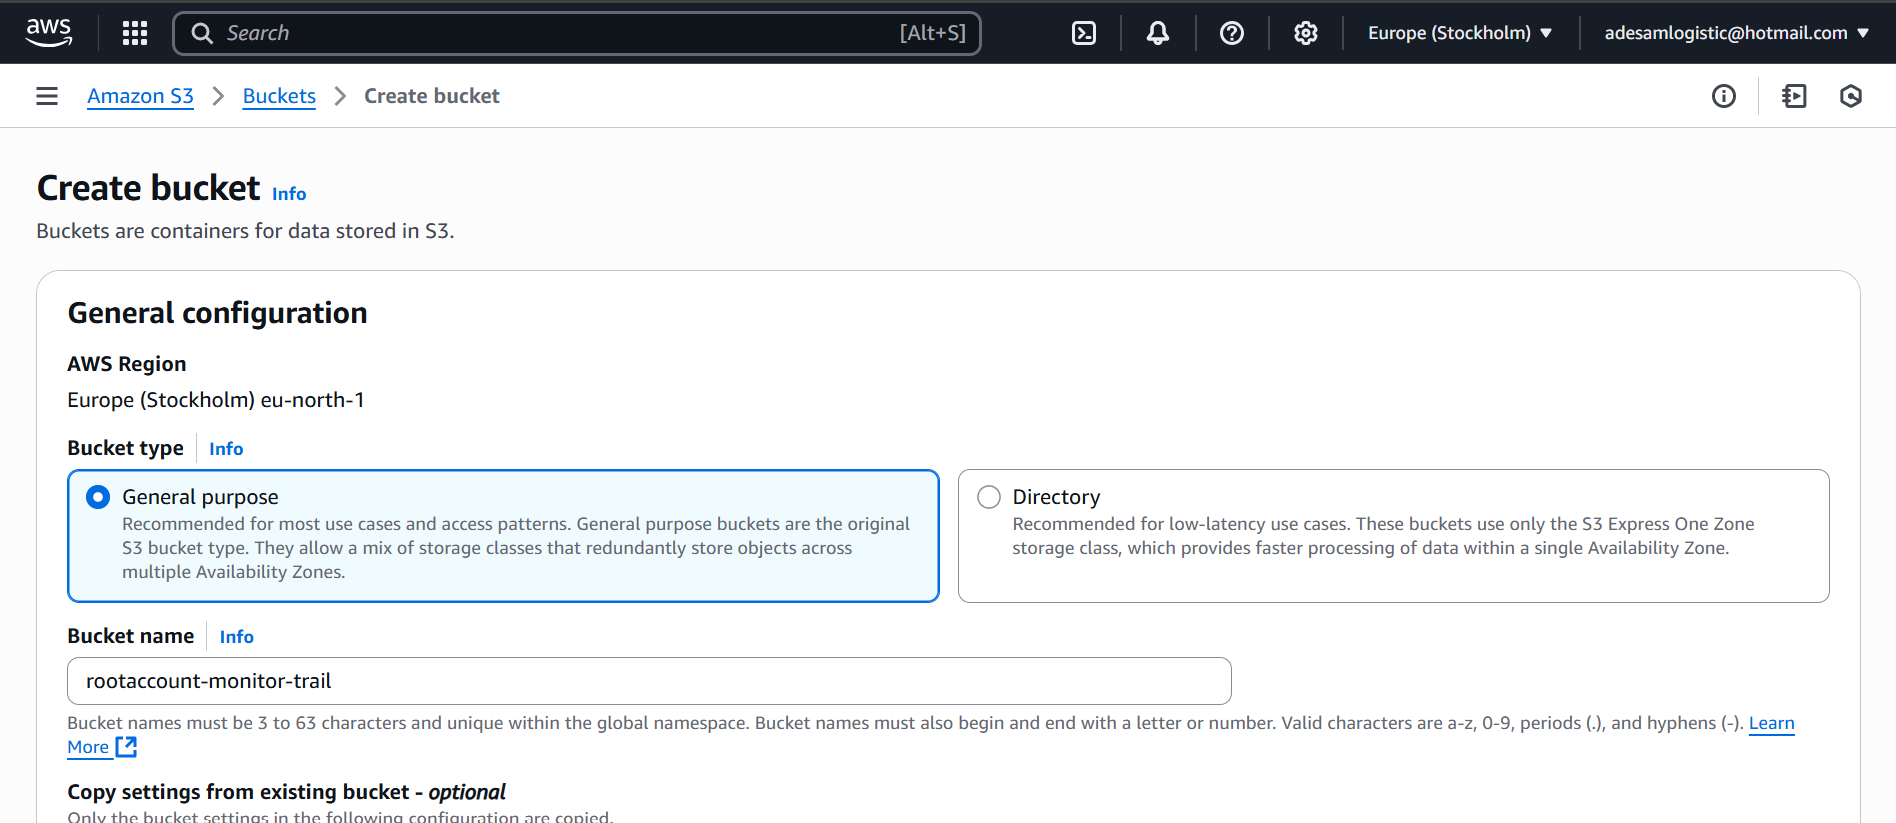 aws
Search [Alt+S] Europe (Stockholm) adesamlogistic@hotmail.com
Amazon S3 Buckets Create bucket
Create bucket Info
Buckets are containers for data stored in S3.
General configuration
AWS Region
Europe (Stockholm) eu-north-1
Bucket type Info
General purpose
Recommended for most use cases and access patterns. General purpose buckets are the original
S3 bucket type. They allow a mix of storage classes that redundantly store objects across
multiple Availability Zones.
Directory
Recommended for low-latency use cases. These buckets use only the S3 Express One Zone
storage class, which provides faster processing of data within a single Availability Zone.
Bucket name Info
rootaccount-monitor-trail
Bucket names must be 3 to 63 characters and unique within the global namespace. Bucket names must also begin and end with a letter or number. Valid characters are a-z, 0-9, periods (.), and hyphens (-). Learn
More
Copy settings from existing bucket - optional
Only the bucket settings in the following configuration are copied.